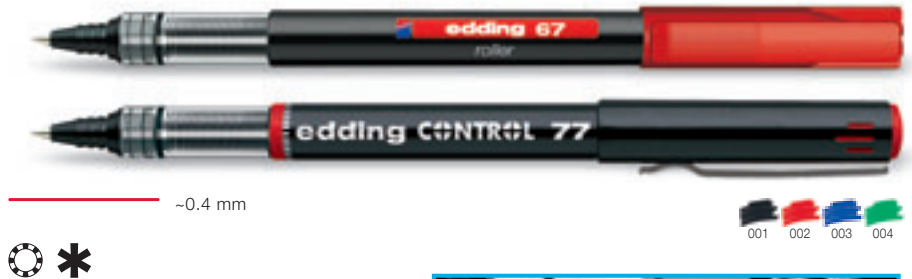 edding 67
roller
edding CONTROL 77
~0.4 mm
001 002 003 004